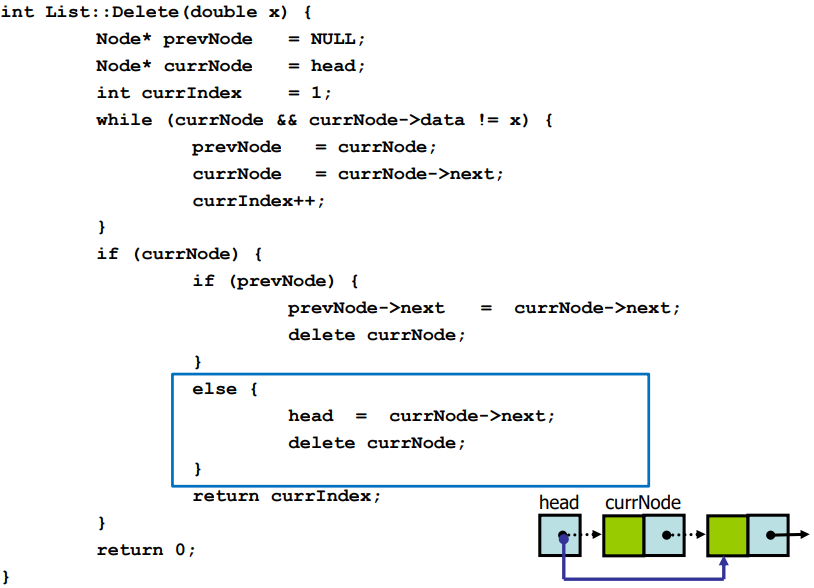 int List::Delete(double x) {
Node* prevNode = NULL;
Node* currNode = head;
int currIndex = 1;
while (currNode && currNode->data != x) {
prevNode = currNode;
currNode = currNode->next;
currIndex++;
}
if (currNode) {
if (prevNode) {
prevNode->next = currNode->next;
delete currNode;
}
else {
head = currNode->next;
delete currNode;
}
return currIndex;
}
return 0;
}
head currNode